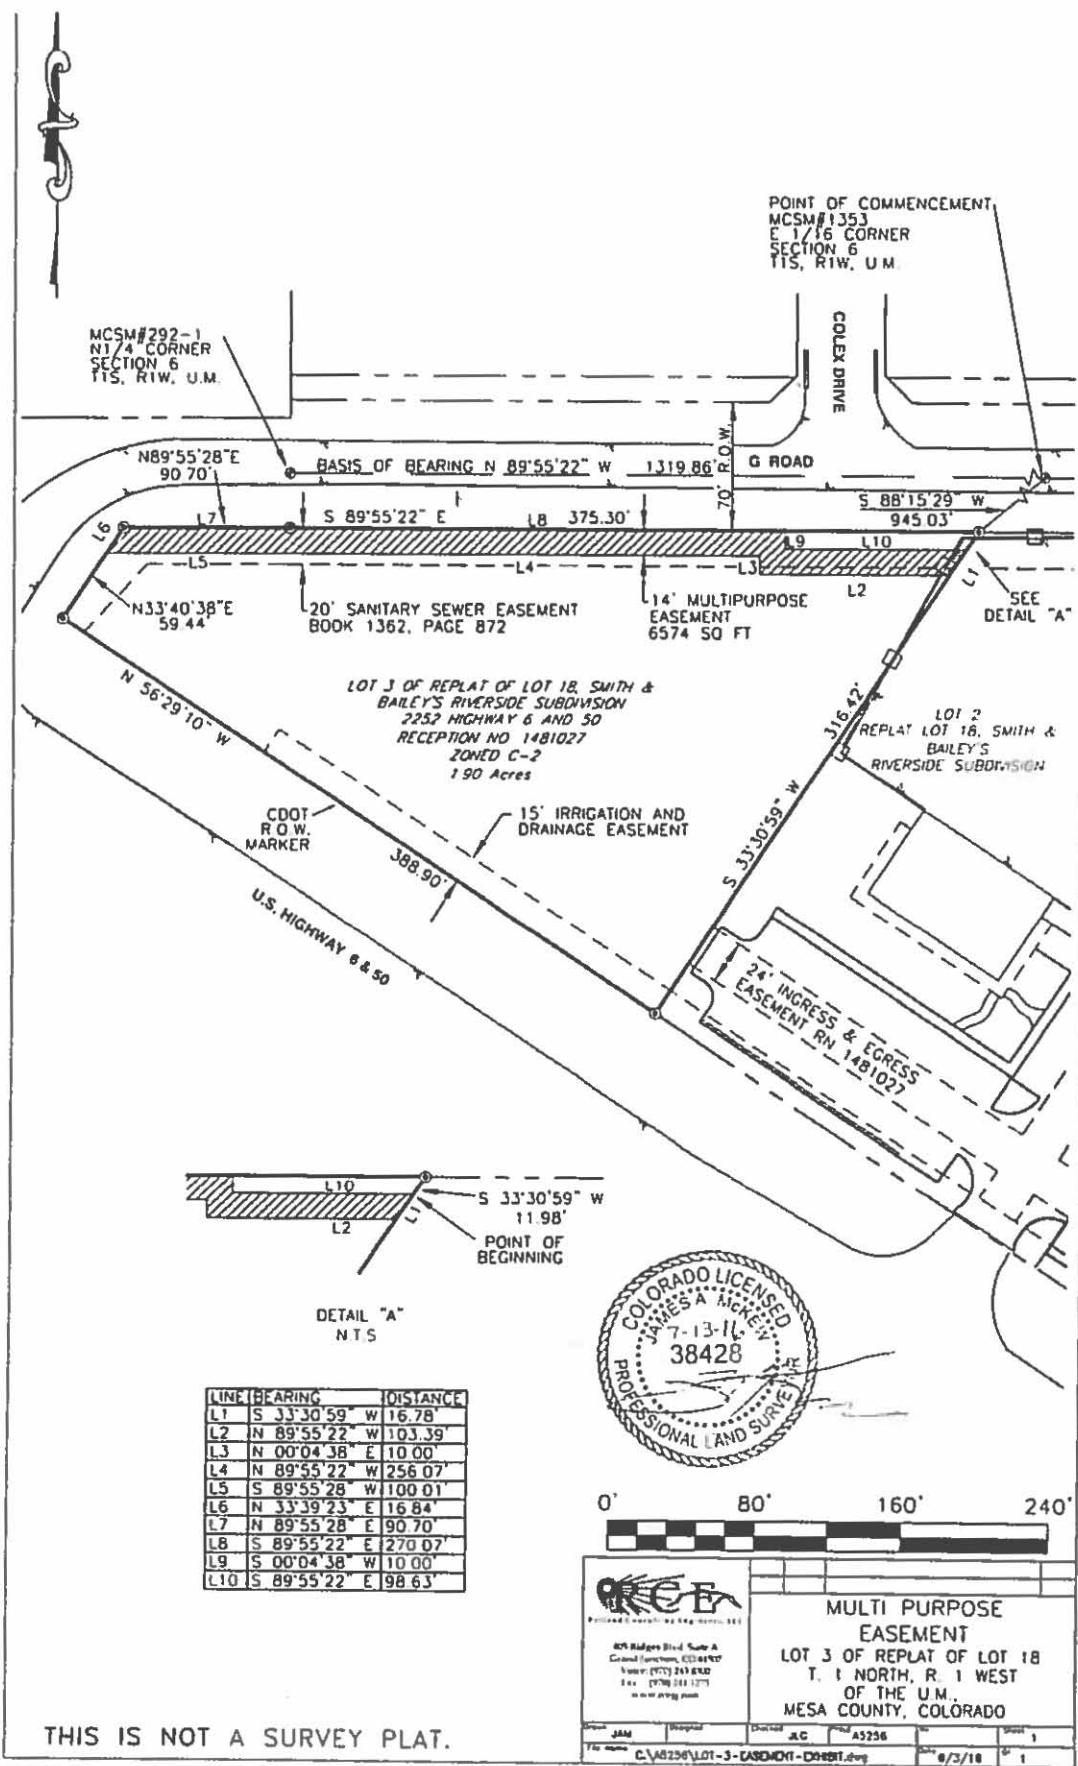 POINT OF COMMENCEMENT
MCSM#1353
E 1/16 CORNER
SECTION 6
T1S, R1W, U.M.
MCSM#292-1
N1/4 CORNER
SECTION 6
T1S, R1W, U.M.
COLEX DRIVE
N89°55'28"E
90.70'
BASIS OF BEARING N 89°55'22" W 1319.86'
70' R.O.W.
G ROAD
S 88°15'29" W
945.03'
L6
L7
S 89°55'22" E
L8
375.30'
L9
L10
L5
L4
L3
L2
L1
SEE
DETAIL "A"
N33°40'38"E
59.44'
20' SANITARY SEWER EASEMENT
BOOK 1362, PAGE 872
14' MULTIPURPOSE
EASEMENT
6574 SQ FT
N 56°29'10" W
388.90'
LOT 3 OF REPLAT OF LOT 18, SMITH &
BAILEY'S RIVERSIDE SUBDIVISION
2252 HIGHWAY 6 AND 50
RECEPTION NO 1481027
ZONED C-2
1.90 Acres
316.42'
S 33°30'59" W
LOT 2
REPLAT LOT 18, SMITH &
BAILEY'S
RIVERSIDE SUBDIVISION
CDOT
R.O.W.
MARKER
15' IRRIGATION AND
DRAINAGE EASEMENT
U.S. HIGHWAY 6 & 50
24' INGRESS & EGRESS
EASEMENT RN 1481027
L10
L2
L1
S 33°30'59" W
11.98'
POINT OF
BEGINNING
DETAIL "A"
N.T.S
COLORADO LICENSED
JAMES A McKEW
38428
PROFESSIONAL LAND SURVEYOR
LINE BEARING DISTANCE
L1 S 33°30'59" W 16.78'
L2 N 89°55'22" W 103.39'
L3 N 00°04'38" E 10.00'
L4 N 89°55'22" W 256.07'
L5 S 89°55'28" W 100.01'
L6 N 33°39'23" E 16.84'
L7 N 89°55'28" E 90.70'
L8 S 89°55'22" E 270.07'
L9 S 00°04'38" W 10.00'
L10 S 89°55'22" E 98.63'
0' 80' 160' 240'
RCE
MULTI PURPOSE
EASEMENT
LOT 3 OF REPLAT OF LOT 18
T. 1 NORTH, R. 1 WEST
OF THE U.M.,
MESA COUNTY, COLORADO
JAM
JLC
A5256
Sheet 1
1
THIS IS NOT A SURVEY PLAT.